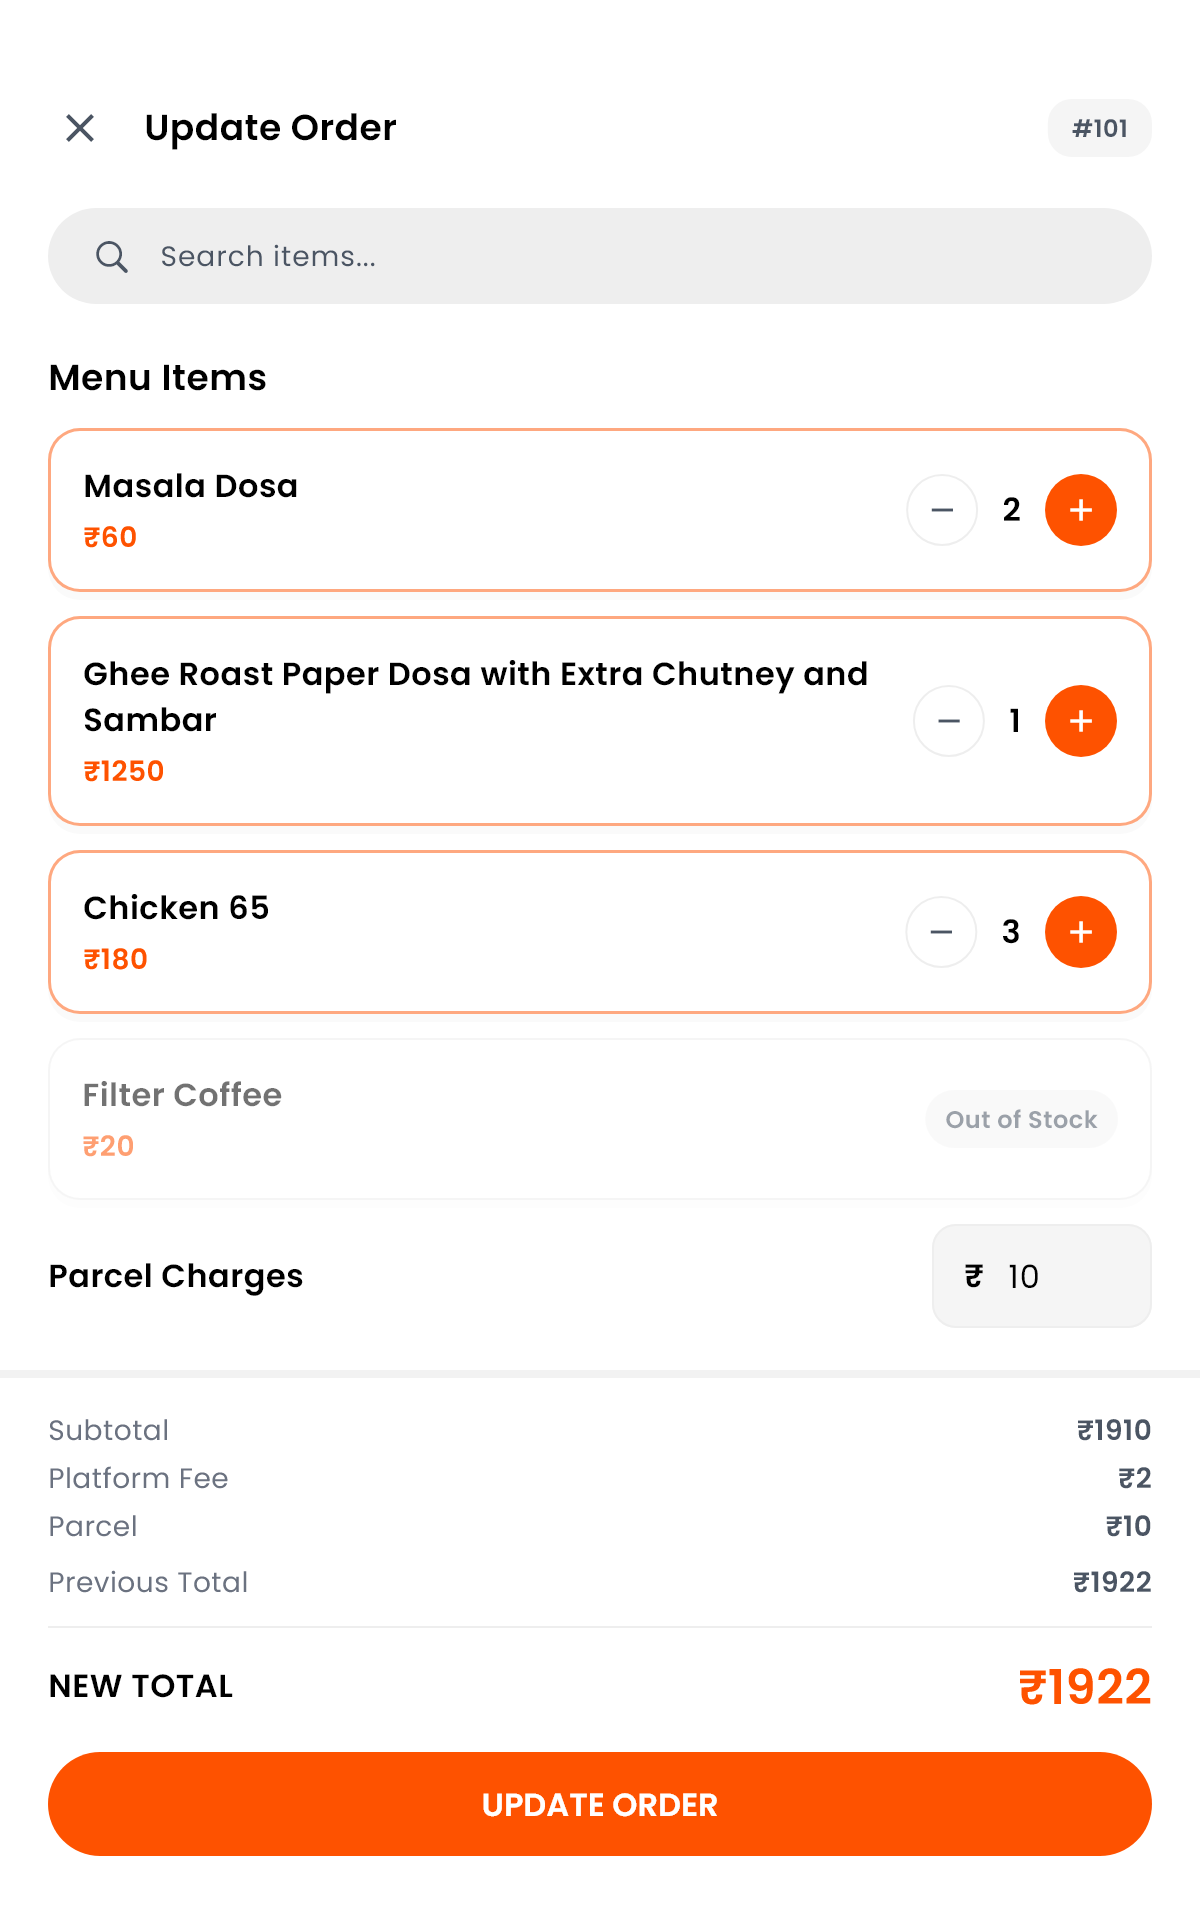 Update Order
#101
Search items...
Menu Items
Masala Dosa
₹60
2
Ghee Roast Paper Dosa with Extra Chutney and
Sambar
₹1250
1
Chicken 65
₹180
3
Filter Coffee
₹20
Out of Stock
Parcel Charges
₹ 10
Subtotal ₹1910
Platform Fee ₹2
Parcel ₹10
Previous Total ₹1922
NEW TOTAL ₹1922
UPDATE ORDER